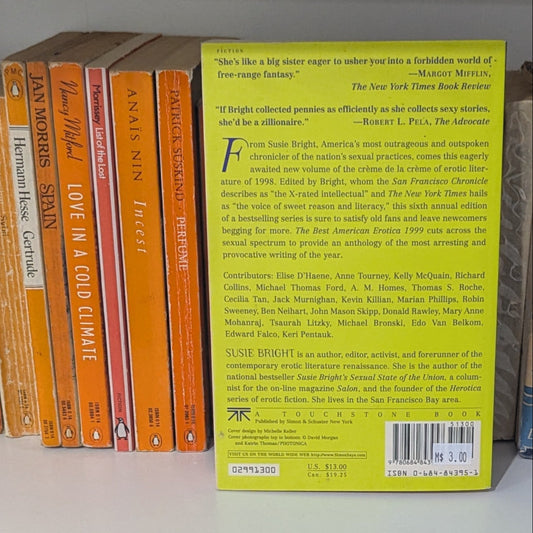 Hermann Hesse Gertrude
JAN MORRIS SPAIN
Nancy Mitford LOVE IN A COLD CLIMATE
Morrissey List of the Lost
ANAÏS NIN Incest
PATRICK SUSKIND PERFUME
FICTION
"She's like a big sister eager to usher you into a forbidden world of
free-range fantasy."
—MARGOT MIFFLIN,
The New York Times Book Review
"If Bright collected pennies as efficiently as she collects sexy stories,
she'd be a zillionaire."
—ROBERT L. PELA, The Advocate
From Susie Bright, America's most outrageous and outspoken
chronicler of the nation's sexual practices, comes this eagerly
awaited new volume of the crème de la crème of erotic liter-
ature of 1998. Edited by Bright, whom the San Francisco Chronicle
describes as "the X-rated intellectual" and The New York Times hails
as "the voice of sweet reason and literacy," this sixth annual edition
of a bestselling series is sure to satisfy old fans and leave newcomers
begging for more. The Best American Erotica 1999 cuts across the
sexual spectrum to provide an anthology of the most arresting and
provocative writing of the year.
Contributors: Elise D'Haene, Anne Tourney, Kelly McQuain, Richard
Collins, Michael Thomas Ford, A. M. Homes, Thomas S. Roche,
Cecilia Tan, Jack Murnighan, Kevin Killian, Marian Phillips, Robin
Sweeney, Ben Neihart, John Mason Skipp, Donald Rawley, Mary Anne
Mohanraj, Tsaurah Litzky, Michael Bronski, Edo Van Belkom,
Edward Falco, Keri Pentauk.
SUSIE BRIGHT is an author, editor, activist, and forerunner of the
contemporary erotic literature renaissance. She is the author of the
national bestseller Susie Bright's Sexual State of the Union, a colum-
nist for the on-line magazine Salon, and the founder of the Herotica
series of erotic fiction. She lives in the San Francisco Bay area.
A TOUCHSTONE BOOK
Published by Simon & Schuster New York
Cover design by Michelle Keller
Cover photographs top to bottom: © David Morgan
and Katrin Thomas/PHOTONICA
VISIT US ON THE WORLD WIDE WEB http://www.SimonSays.com
02991300
U.S. $13.00
Can. $19.25
51300
9 780684 843
M$ 3.00
ISBN 0-684-84395-1